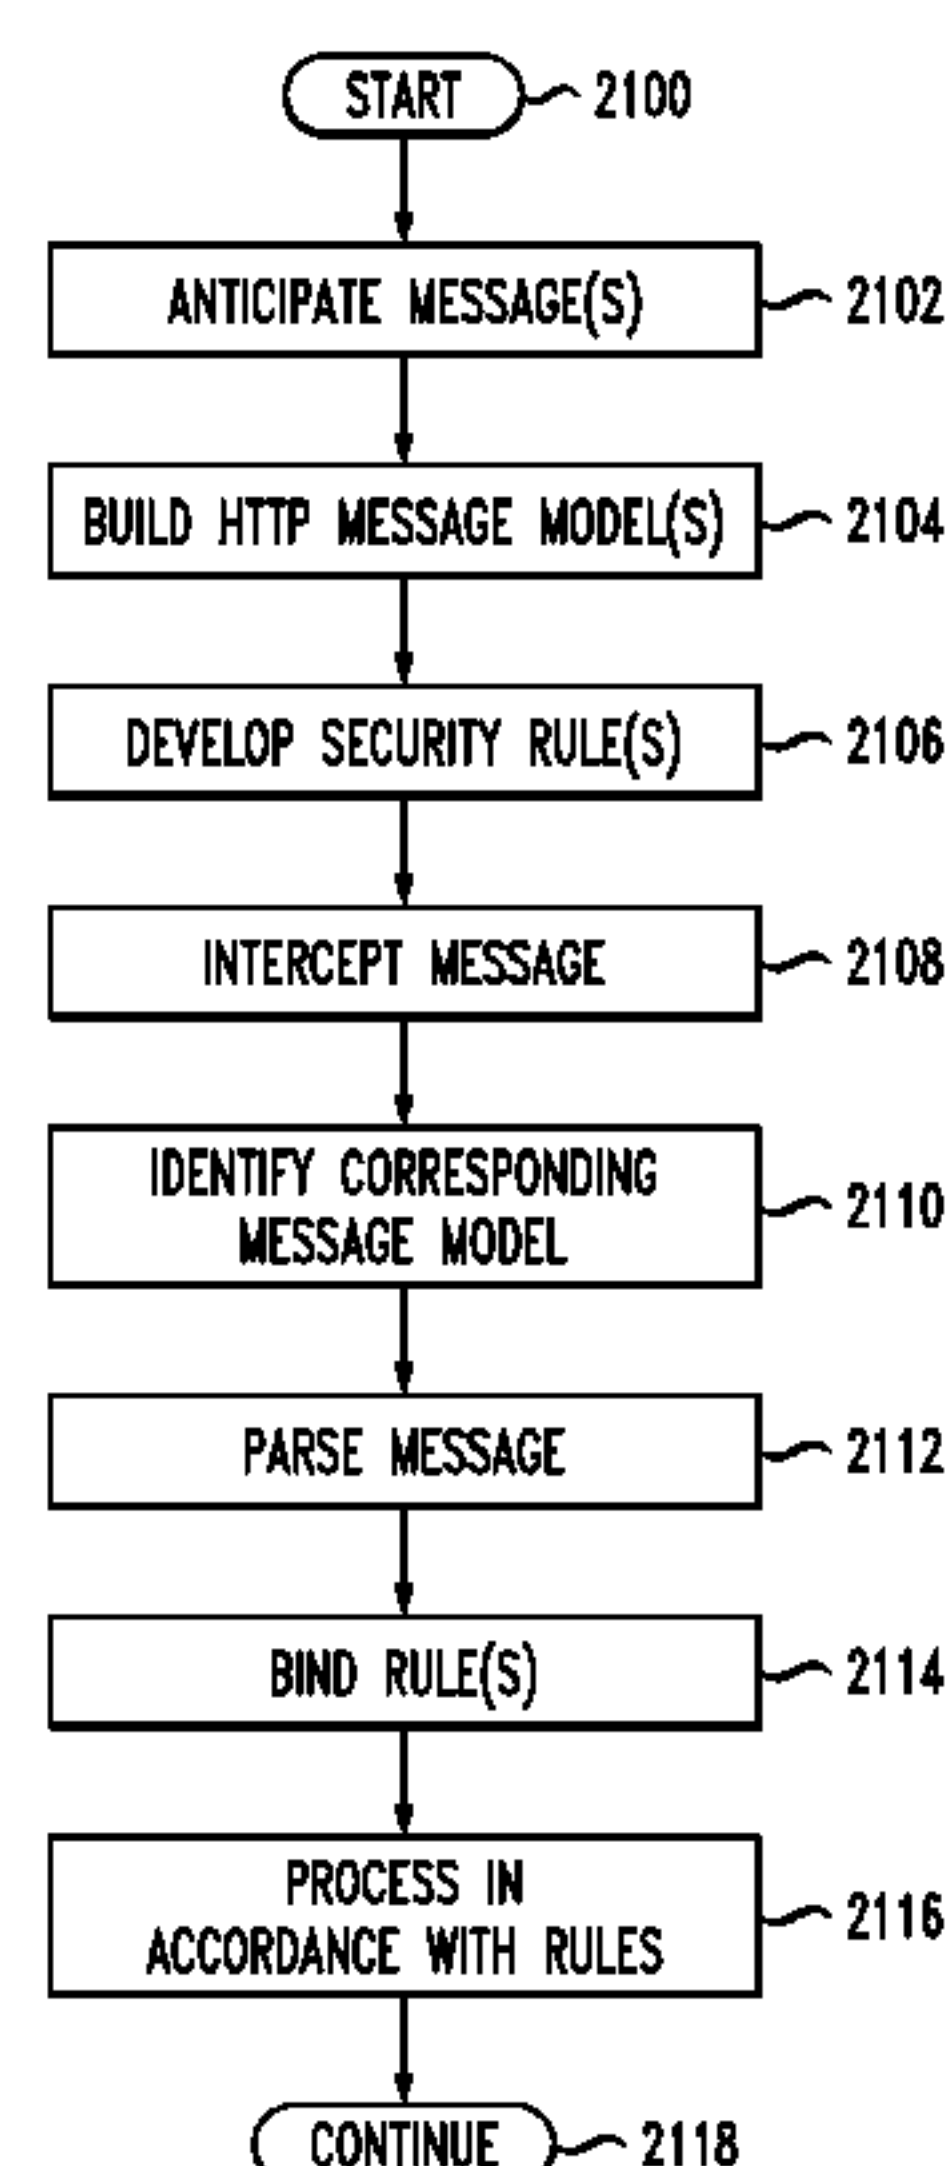 START 2100
ANTICIPATE MESSAGE(S) 2102
BUILD HTTP MESSAGE MODEL(S) 2104
DEVELOP SECURITY RULE(S) 2106
INTERCEPT MESSAGE 2108
IDENTIFY CORRESPONDING
MESSAGE MODEL 2110
PARSE MESSAGE 2112
BIND RULE(S) 2114
PROCESS IN
ACCORDANCE WITH RULES 2116
CONTINUE 2118